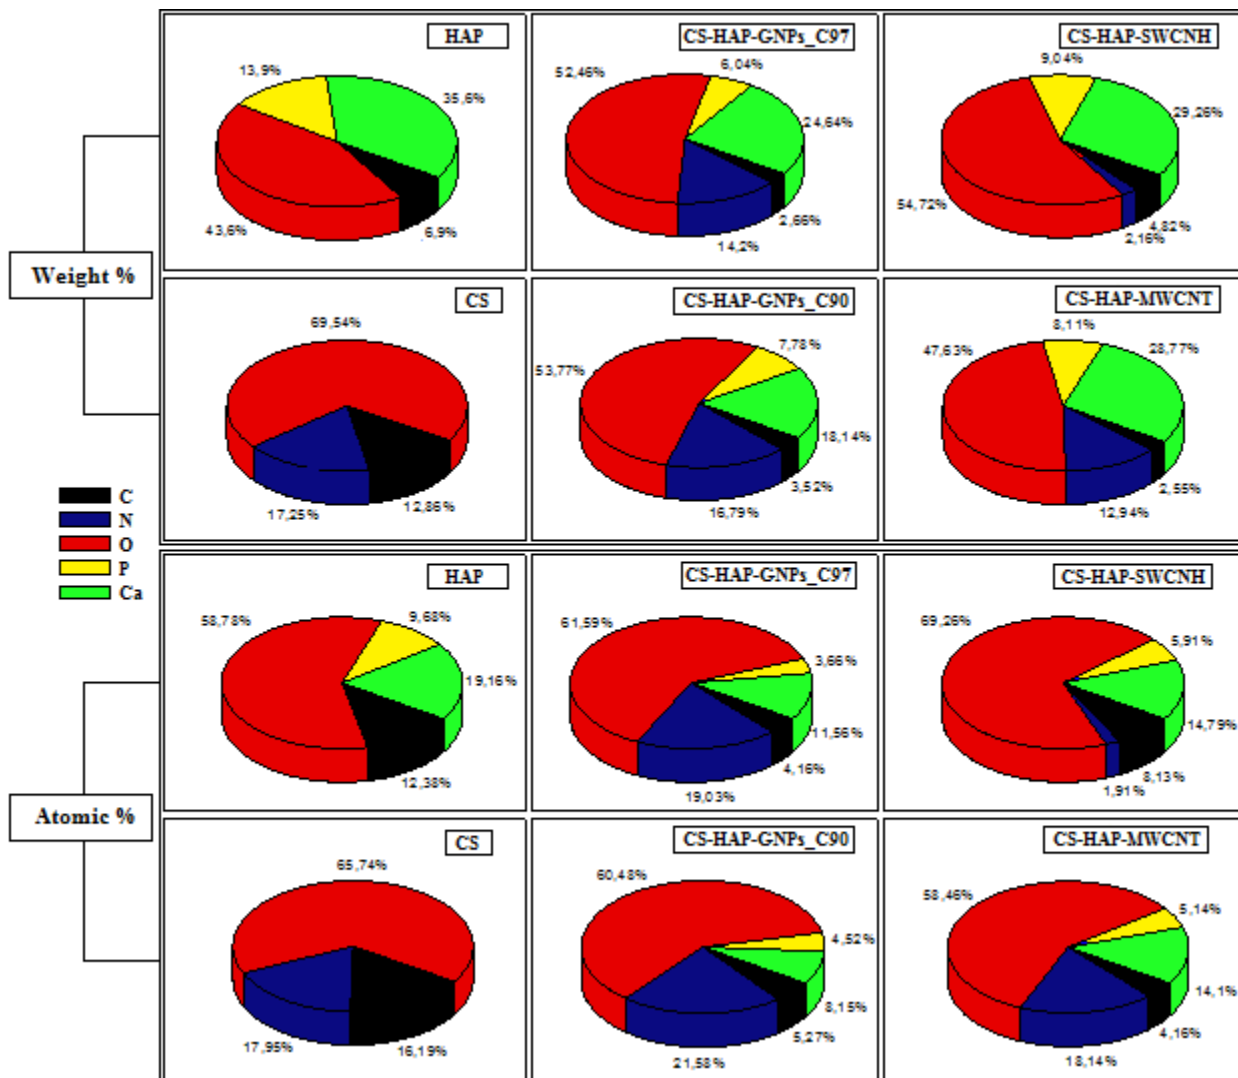 HAP
13,9%
35,6%
43,6%
6,9%
CS-HAP-GNPs_C97
52,46%
6,04%
24,64%
2,66%
14,2%
CS-HAP-SWCNH
9,04%
29,26%
54,72%
4,82%
2,16%
Weight %
CS
69,54%
17,25%
12,86%
CS-HAP-GNPs_C90
53,77%
7,78%
18,14%
3,52%
16,79%
CS-HAP-MWCNT
8,11%
47,63%
28,77%
2,55%
12,94%
C
N
O
P
Ca
HAP
58,78%
9,68%
19,16%
12,38%
CS-HAP-GNPs_C97
61,59%
3,66%
11,56%
4,16%
19,03%
CS-HAP-SWCNH
69,26%
5,91%
14,79%
8,13%
1,91%
Atomic %
CS
65,74%
17,95%
16,19%
CS-HAP-GNPs_C90
60,48%
4,52%
8,15%
5,27%
21,58%
CS-HAP-MWCNT
58,46%
5,14%
14,1%
4,16%
18,14%